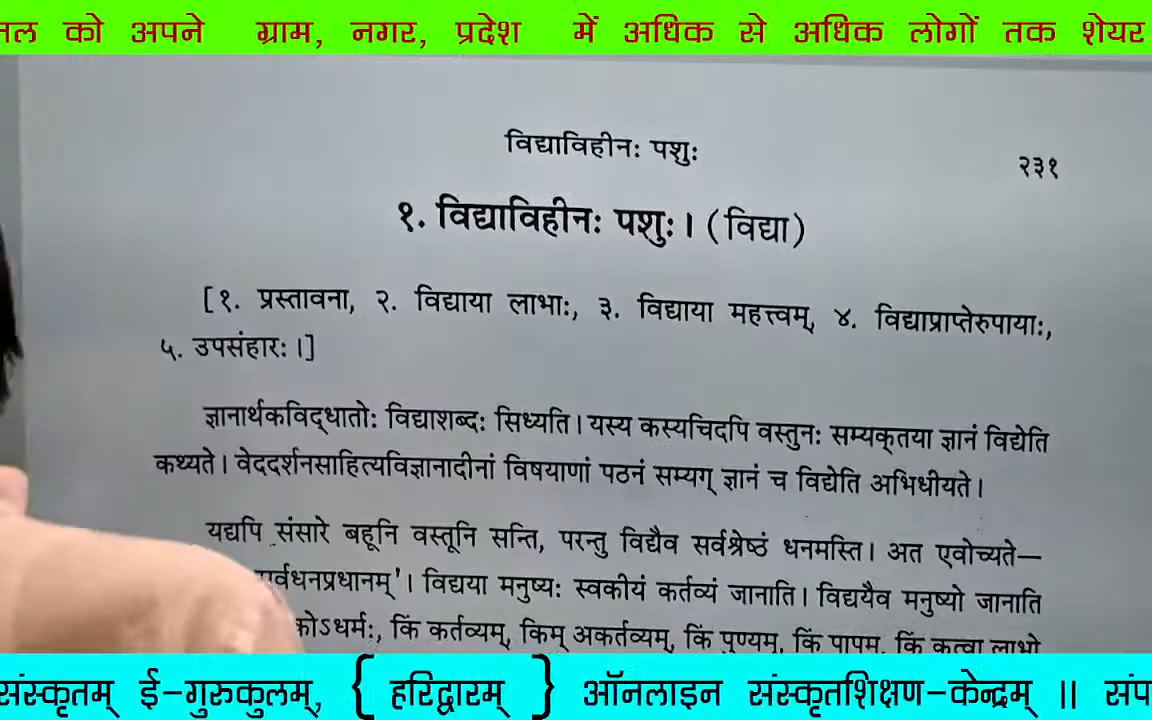 को अपने ग्राम, नगर, प्रदेश में अधिक से अधिक लोगों तक शेयर
विद्याविहीनः पशुः
२३१
१. विद्याविहीनः पशुः । (विद्या)
[१. प्रस्तावना, २. विद्याया लाभाः, ३. विद्याया महत्त्वम्, ४. विद्याप्राप्तेरुपायाः,
५. उपसंहारः ।]
ज्ञानार्थकविद्धातोः विद्याशब्दः सिध्यति । यस्य कस्यचिदपि वस्तुनः सम्यक्तया ज्ञानं विद्येति
कथ्यते । वेददर्शनसाहित्यविज्ञानादीनां विषयाणां पठनं सम्यग् ज्ञानं च विद्येति अभिधीयते ।
यद्यपि संसारे बहूनि वस्तूनि सन्ति, परन्तु विद्यैव सर्वश्रेष्ठं धनमस्ति । अत एवोच्यते—
र्वधनप्रधानम्' । विद्यया मनुष्यः स्वकीयं कर्तव्यं जानाति । विद्ययैव मनुष्यो जानाति
कोऽधर्मः, किं कर्तव्यम्, किम् अकर्तव्यम्, किं पुण्यम्, किं पापम्, किं कृत्वा लाभो
संस्कृतम् ई-गुरुकुलम्, { हरिद्वारम् } ऑनलाइन संस्कृतशिक्षण-केन्द्रम् ॥